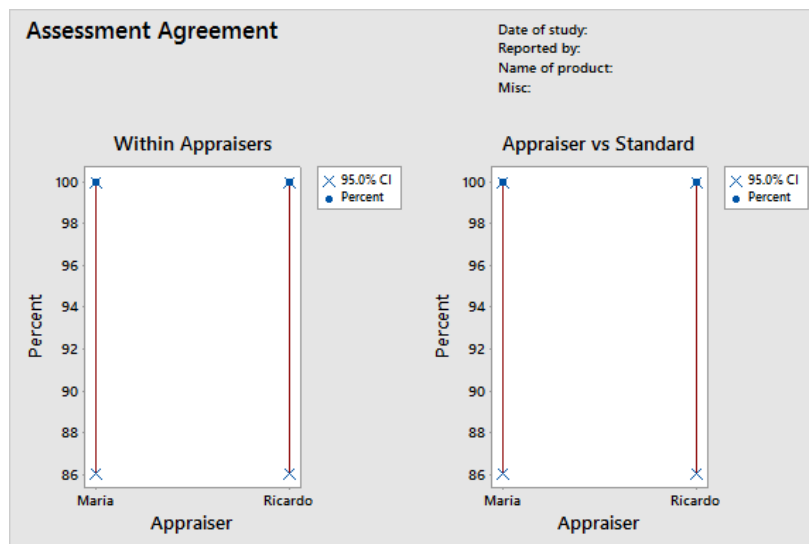 Assessment Agreement
Date of study:
Reported by:
Name of product:
Misc:
Within Appraisers
100
98
96
94
92
90
88
86
Percent
Maria
Ricardo
Appraiser
95.0% CI
Percent
Appraiser vs Standard
100
98
96
94
92
90
88
86
Percent
Maria
Ricardo
Appraiser
95.0% CI
Percent